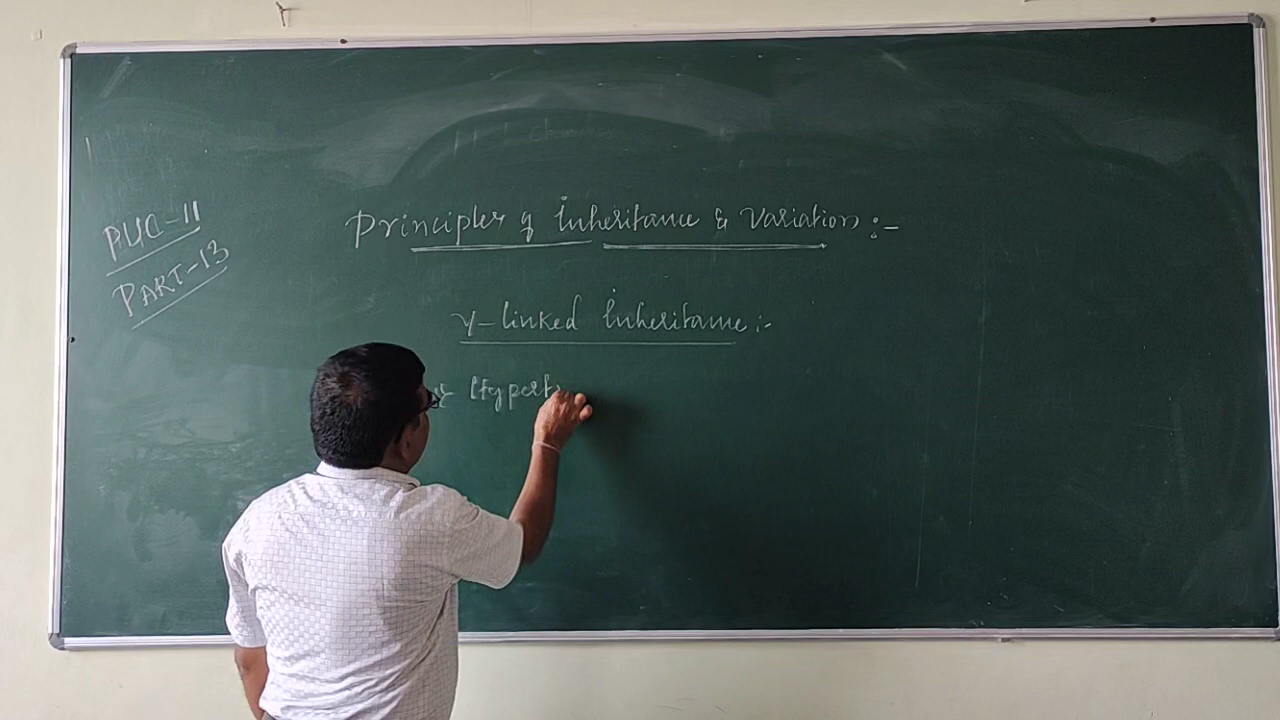 PUC-II
PART-13
Principles of Inheritance & Variation :-
Y-linked Inheritance :-
Hypert